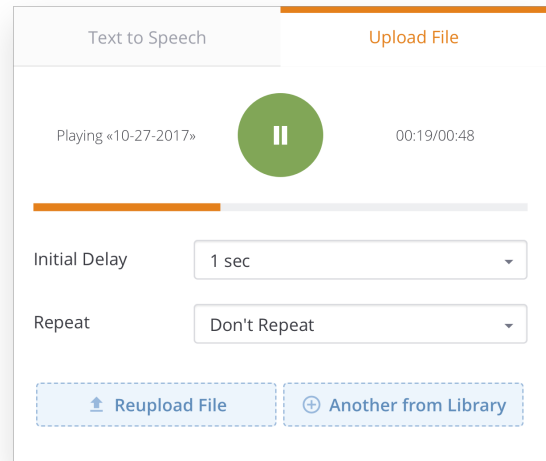 Text to Speech
Upload File
Playing «10-27-2017»
00:19/00:48
Initial Delay
1 sec
Repeat
Don't Repeat
Reupload File
Another from Library